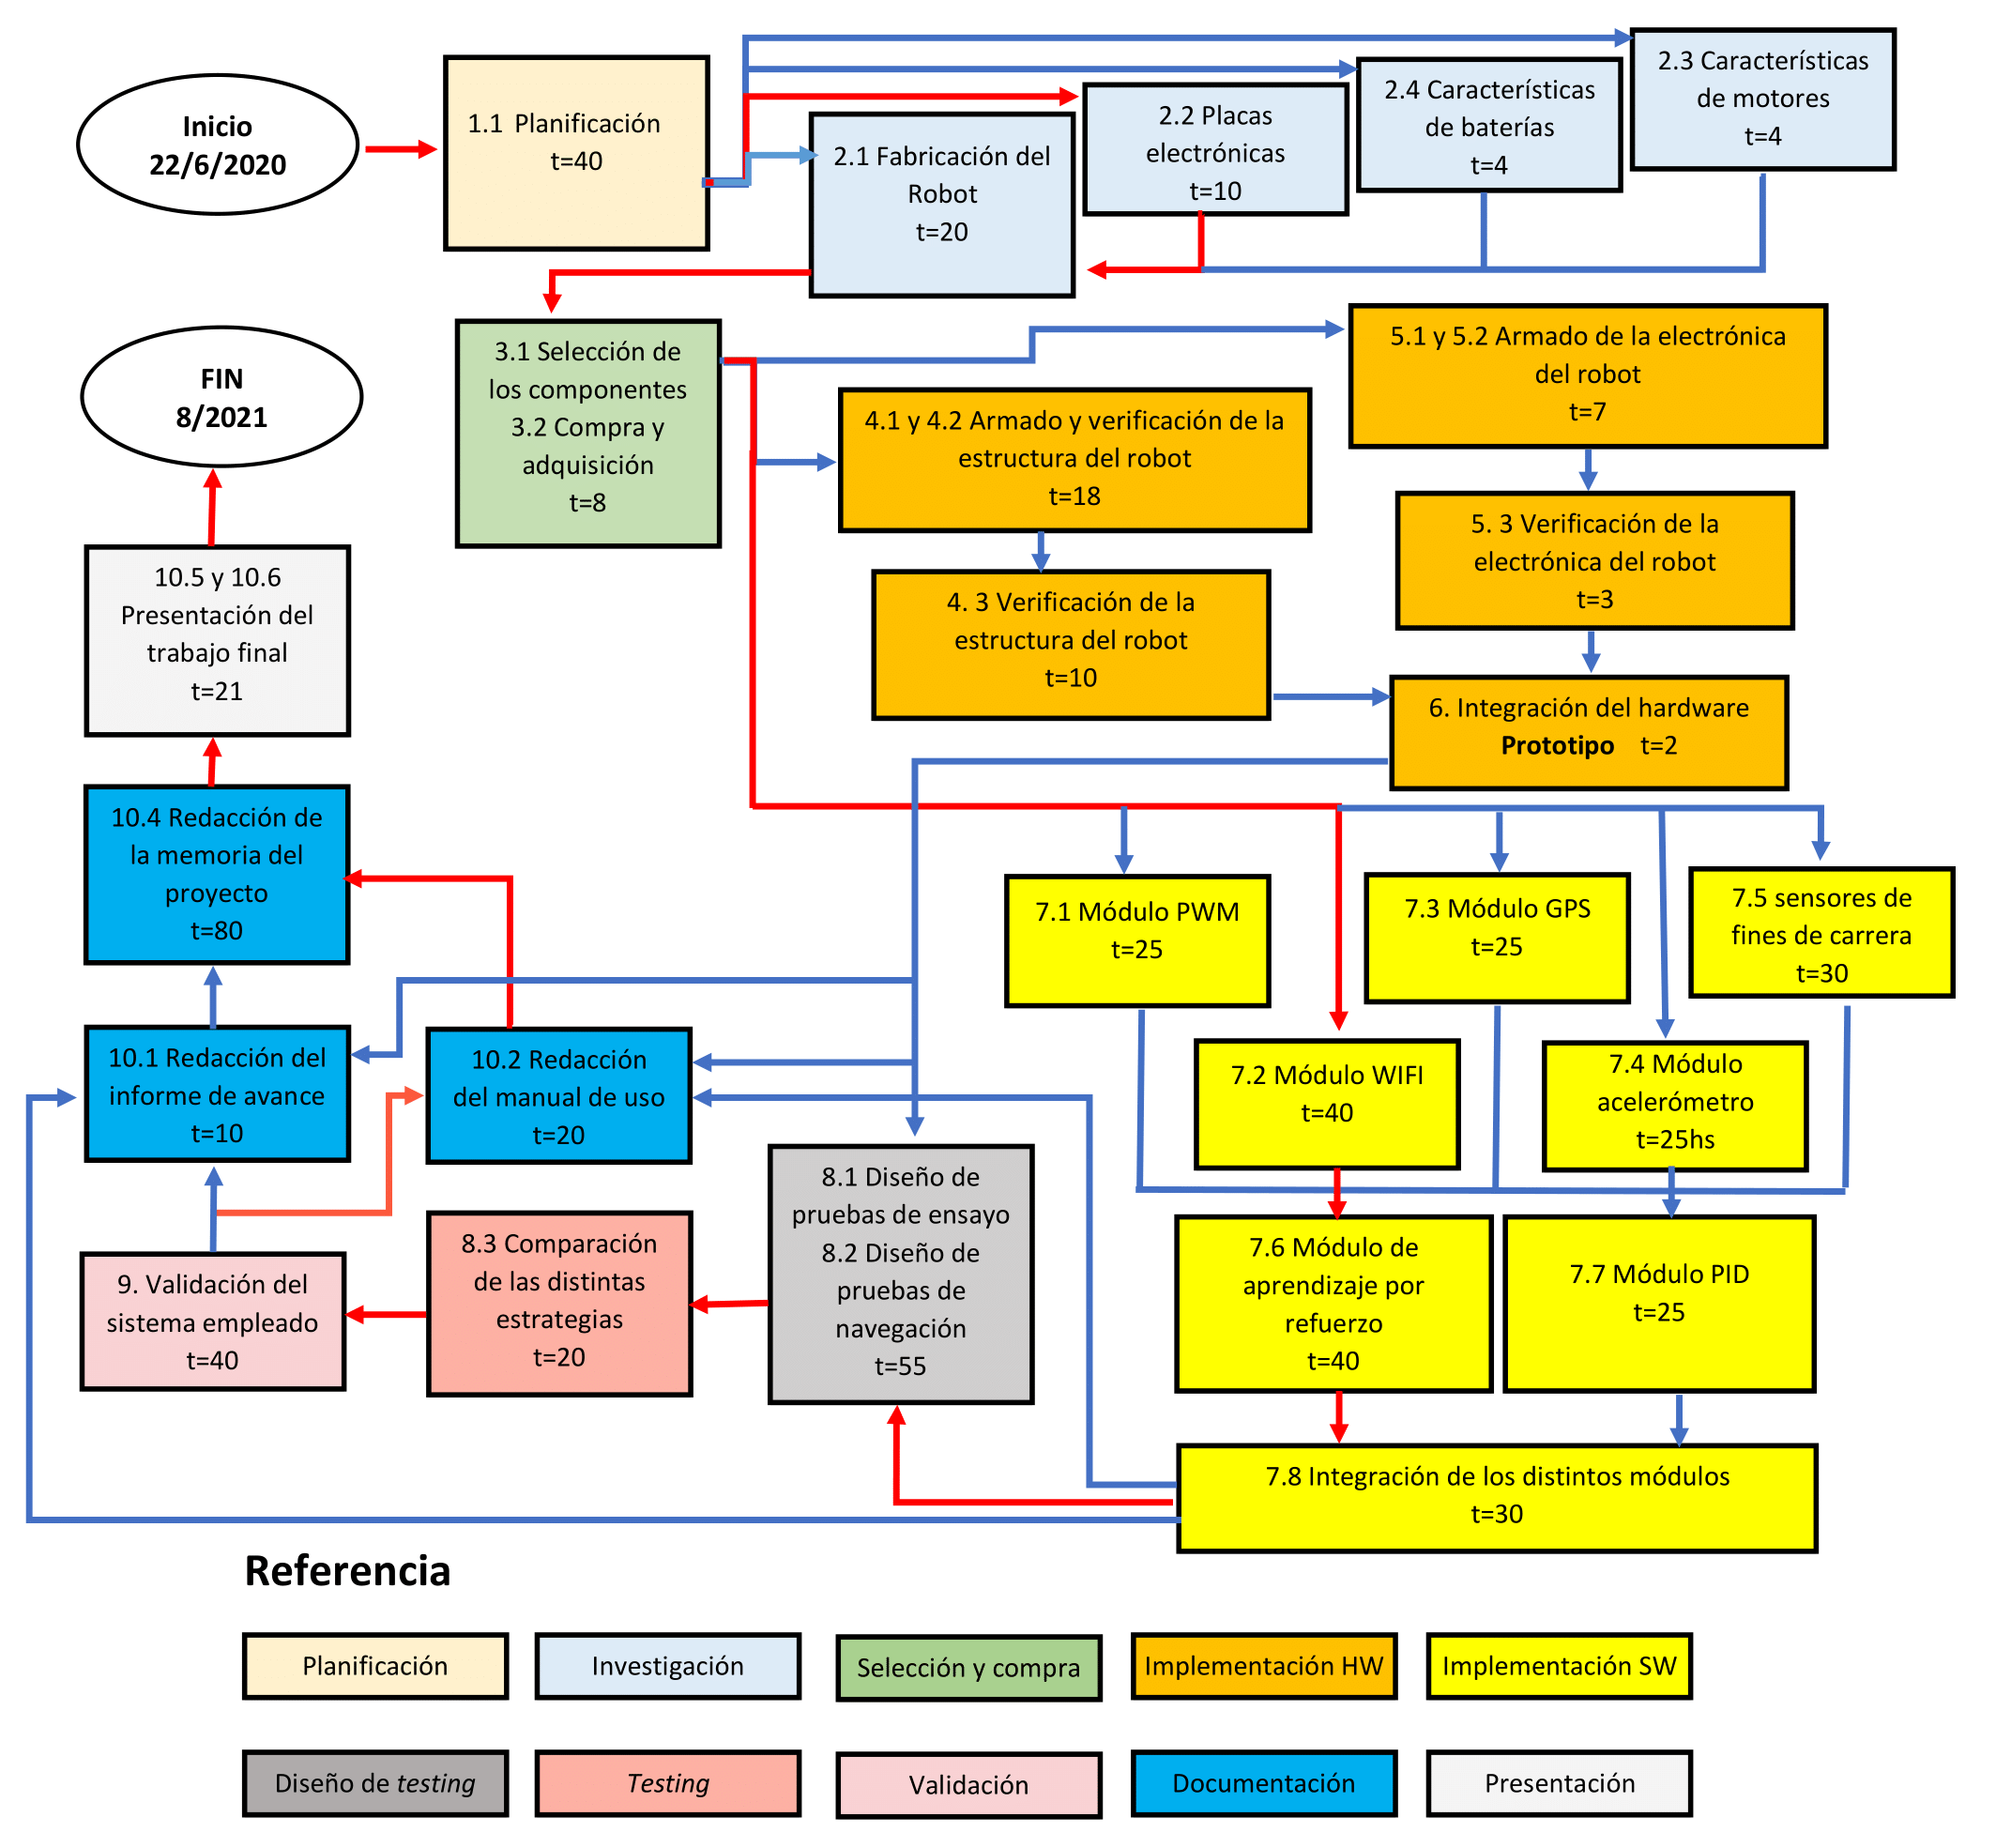 Inicio
22/6/2020
1.1 Planificación
t=40
2.1 Fabricación del
Robot
t=20
2.2 Placas
electrónicas
t=10
2.4 Características
de baterías
t=4
2.3 Características
de motores
t=4
FIN
8/2021
3.1 Selección de
los componentes
3.2 Compra y
adquisición
t=8
4.1 y 4.2 Armado y verificación de la
estructura del robot
t=18
5.1 y 5.2 Armado de la electrónica
del robot
t=7
4. 3 Verificación de la
estructura del robot
t=10
5. 3 Verificación de la
electrónica del robot
t=3
6. Integración del hardware
Prototipo t=2
10.5 y 10.6
Presentación del
trabajo final
t=21
10.4 Redacción de
la memoria del
proyecto
t=80
7.1 Módulo PWM
t=25
7.3 Módulo GPS
t=25
7.5 sensores de
fines de carrera
t=30
10.1 Redacción del
informe de avance
t=10
10.2 Redacción
del manual de uso
t=20
7.2 Módulo WIFI
t=40
7.4 Módulo
acelerómetro
t=25hs
9. Validación del
sistema empleado
t=40
8.3 Comparación
de las distintas
estrategias
t=20
8.1 Diseño de
pruebas de ensayo
8.2 Diseño de
pruebas de
navegación
t=55
7.6 Módulo de
aprendizaje por
refuerzo
t=40
7.7 Módulo PID
t=25
7.8 Integración de los distintos módulos
t=30
Referencia
Planificación
Investigación
Selección y compra
Implementación HW
Implementación SW
Diseño de testing
Testing
Validación
Documentación
Presentación